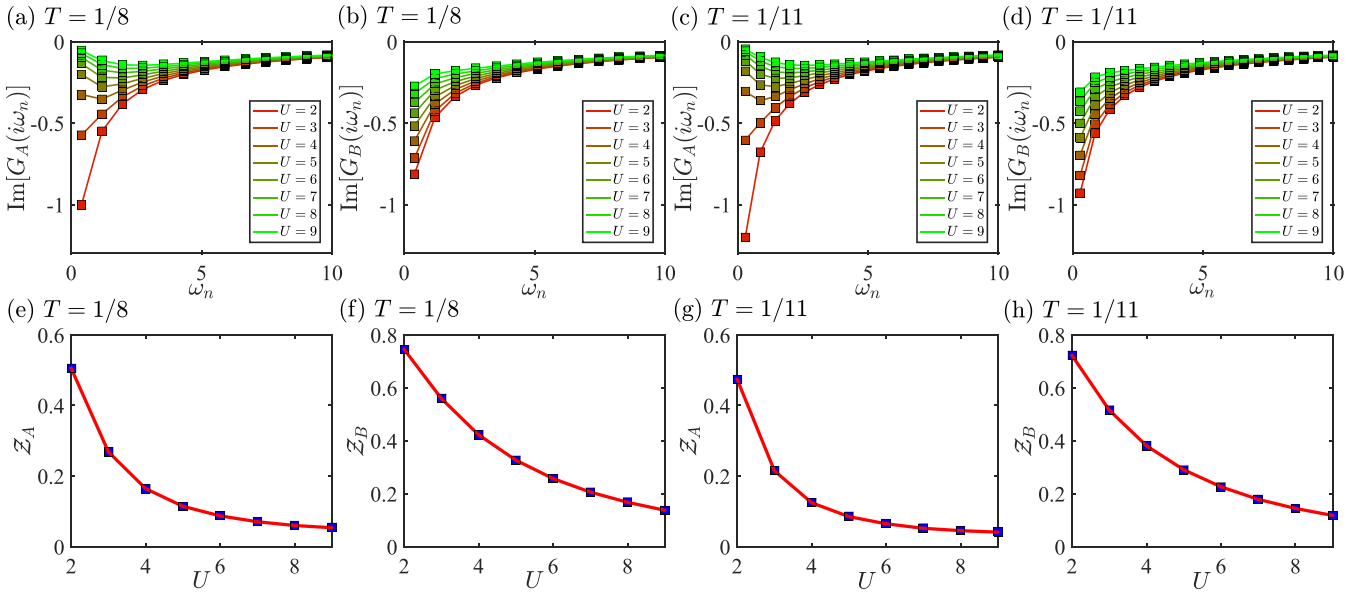 (a) T = 1/8
(b) T = 1/8
(c) T = 1/11
(d) T = 1/11
Im[G_A(iω_n)]
0
-0.5
-1
0 5 10
ω_n
U = 2
U = 3
U = 4
U = 5
U = 6
U = 7
U = 8
U = 9
Im[G_B(iω_n)]
0
-0.5
-1
0 5 10
ω_n
U = 2
U = 3
U = 4
U = 5
U = 6
U = 7
U = 8
U = 9
Im[G_A(iω_n)]
0
-0.5
-1
0 5 10
ω_n
U = 2
U = 3
U = 4
U = 5
U = 6
U = 7
U = 8
U = 9
Im[G_B(iω_n)]
0
-0.5
-1
0 5 10
ω_n
U = 2
U = 3
U = 4
U = 5
U = 6
U = 7
U = 8
U = 9
(e) T = 1/8
(f) T = 1/8
(g) T = 1/11
(h) T = 1/11
Z_A
0.6
0.4
0.2
0
2 4 6 8
U
Z_B
0.8
0.6
0.4
0.2
0
2 4 6 8
U
Z_A
0.6
0.4
0.2
0
2 4 6 8
U
Z_B
0.8
0.6
0.4
0.2
0
2 4 6 8
U